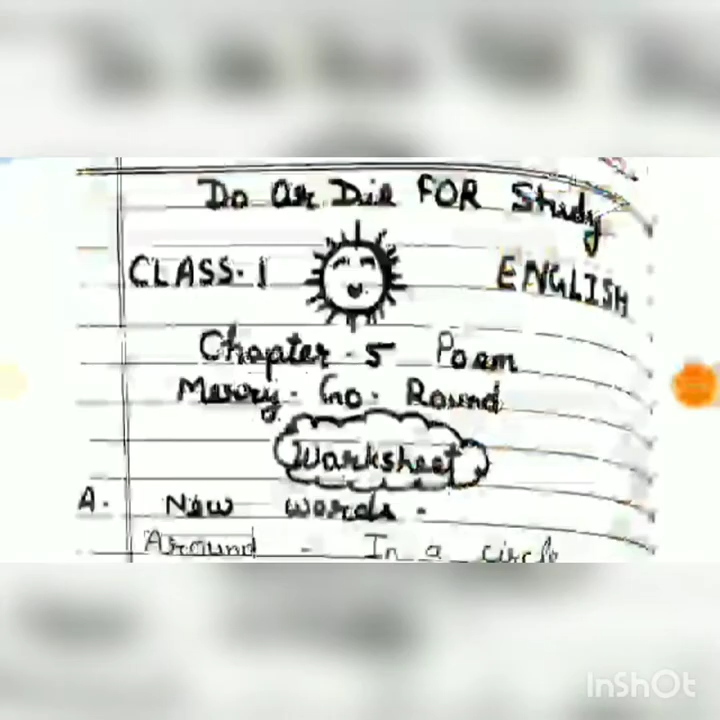 Do Or Die FOR Study
CLASS. 1
ENGLISH
Chapter - 5 Poem
Merry. Go. Round
Worksheet
A. New words -
Around - In a circle
InShOt